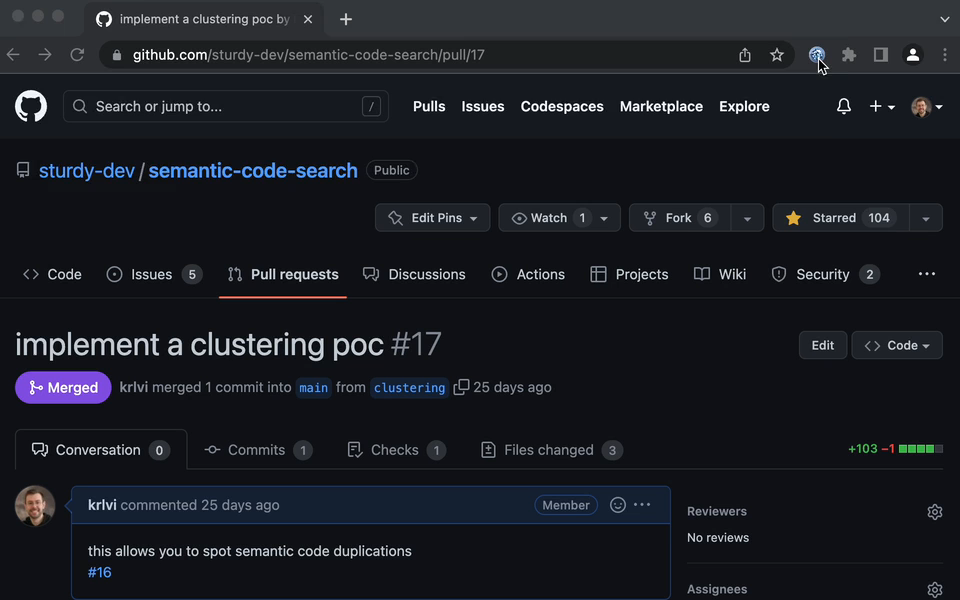 implement a clustering poc by
github.com/sturdy-dev/semantic-code-search/pull/17
Search or jump to... /
Pulls Issues Codespaces Marketplace Explore
sturdy-dev / semantic-code-search Public
Edit Pins Watch 1 Fork 6 Starred 104
Code Issues 5 Pull requests Discussions Actions Projects Wiki Security 2
implement a clustering poc #17
Edit Code
Merged krlvi merged 1 commit into main from clustering 25 days ago
Conversation 0 Commits 1 Checks 1 Files changed 3 +103 −1
krlvi commented 25 days ago Member
Reviewers
No reviews
this allows you to spot semantic code duplications
#16
Assignees